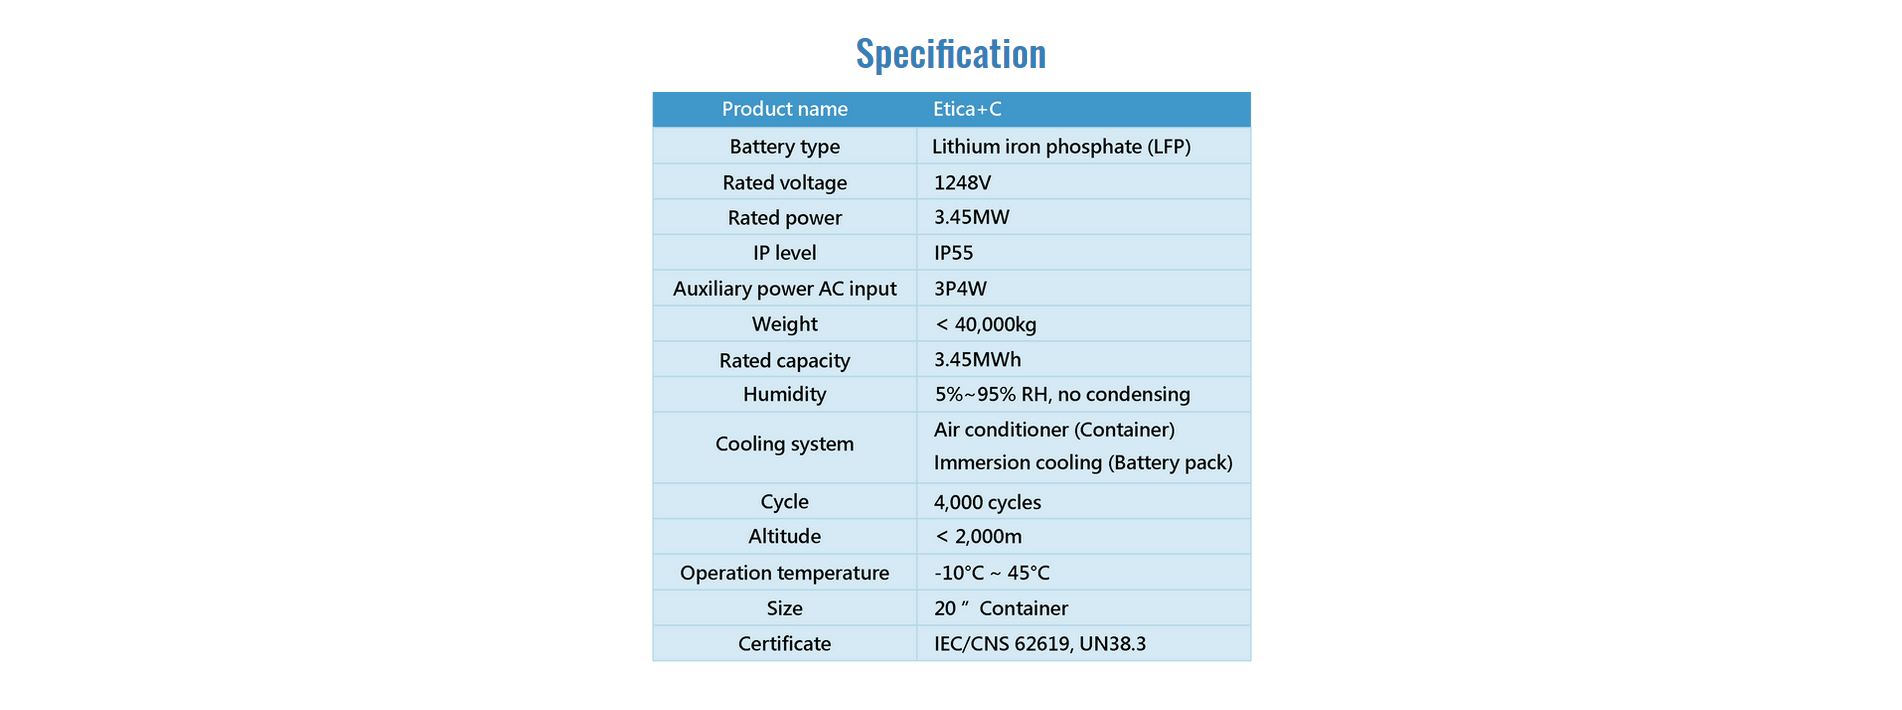 Specification
Product name Etica+C
Battery type Lithium iron phosphate (LFP)
Rated voltage 1248V
Rated power 3.45MW
IP level IP55
Auxiliary power AC input 3P4W
Weight < 40,000kg
Rated capacity 3.45MWh
Humidity 5%~95% RH, no condensing
Cooling system Air conditioner (Container)
Immersion cooling (Battery pack)
Cycle 4,000 cycles
Altitude < 2,000m
Operation temperature -10°C ~ 45°C
Size 20 ” Container
Certificate IEC/CNS 62619, UN38.3